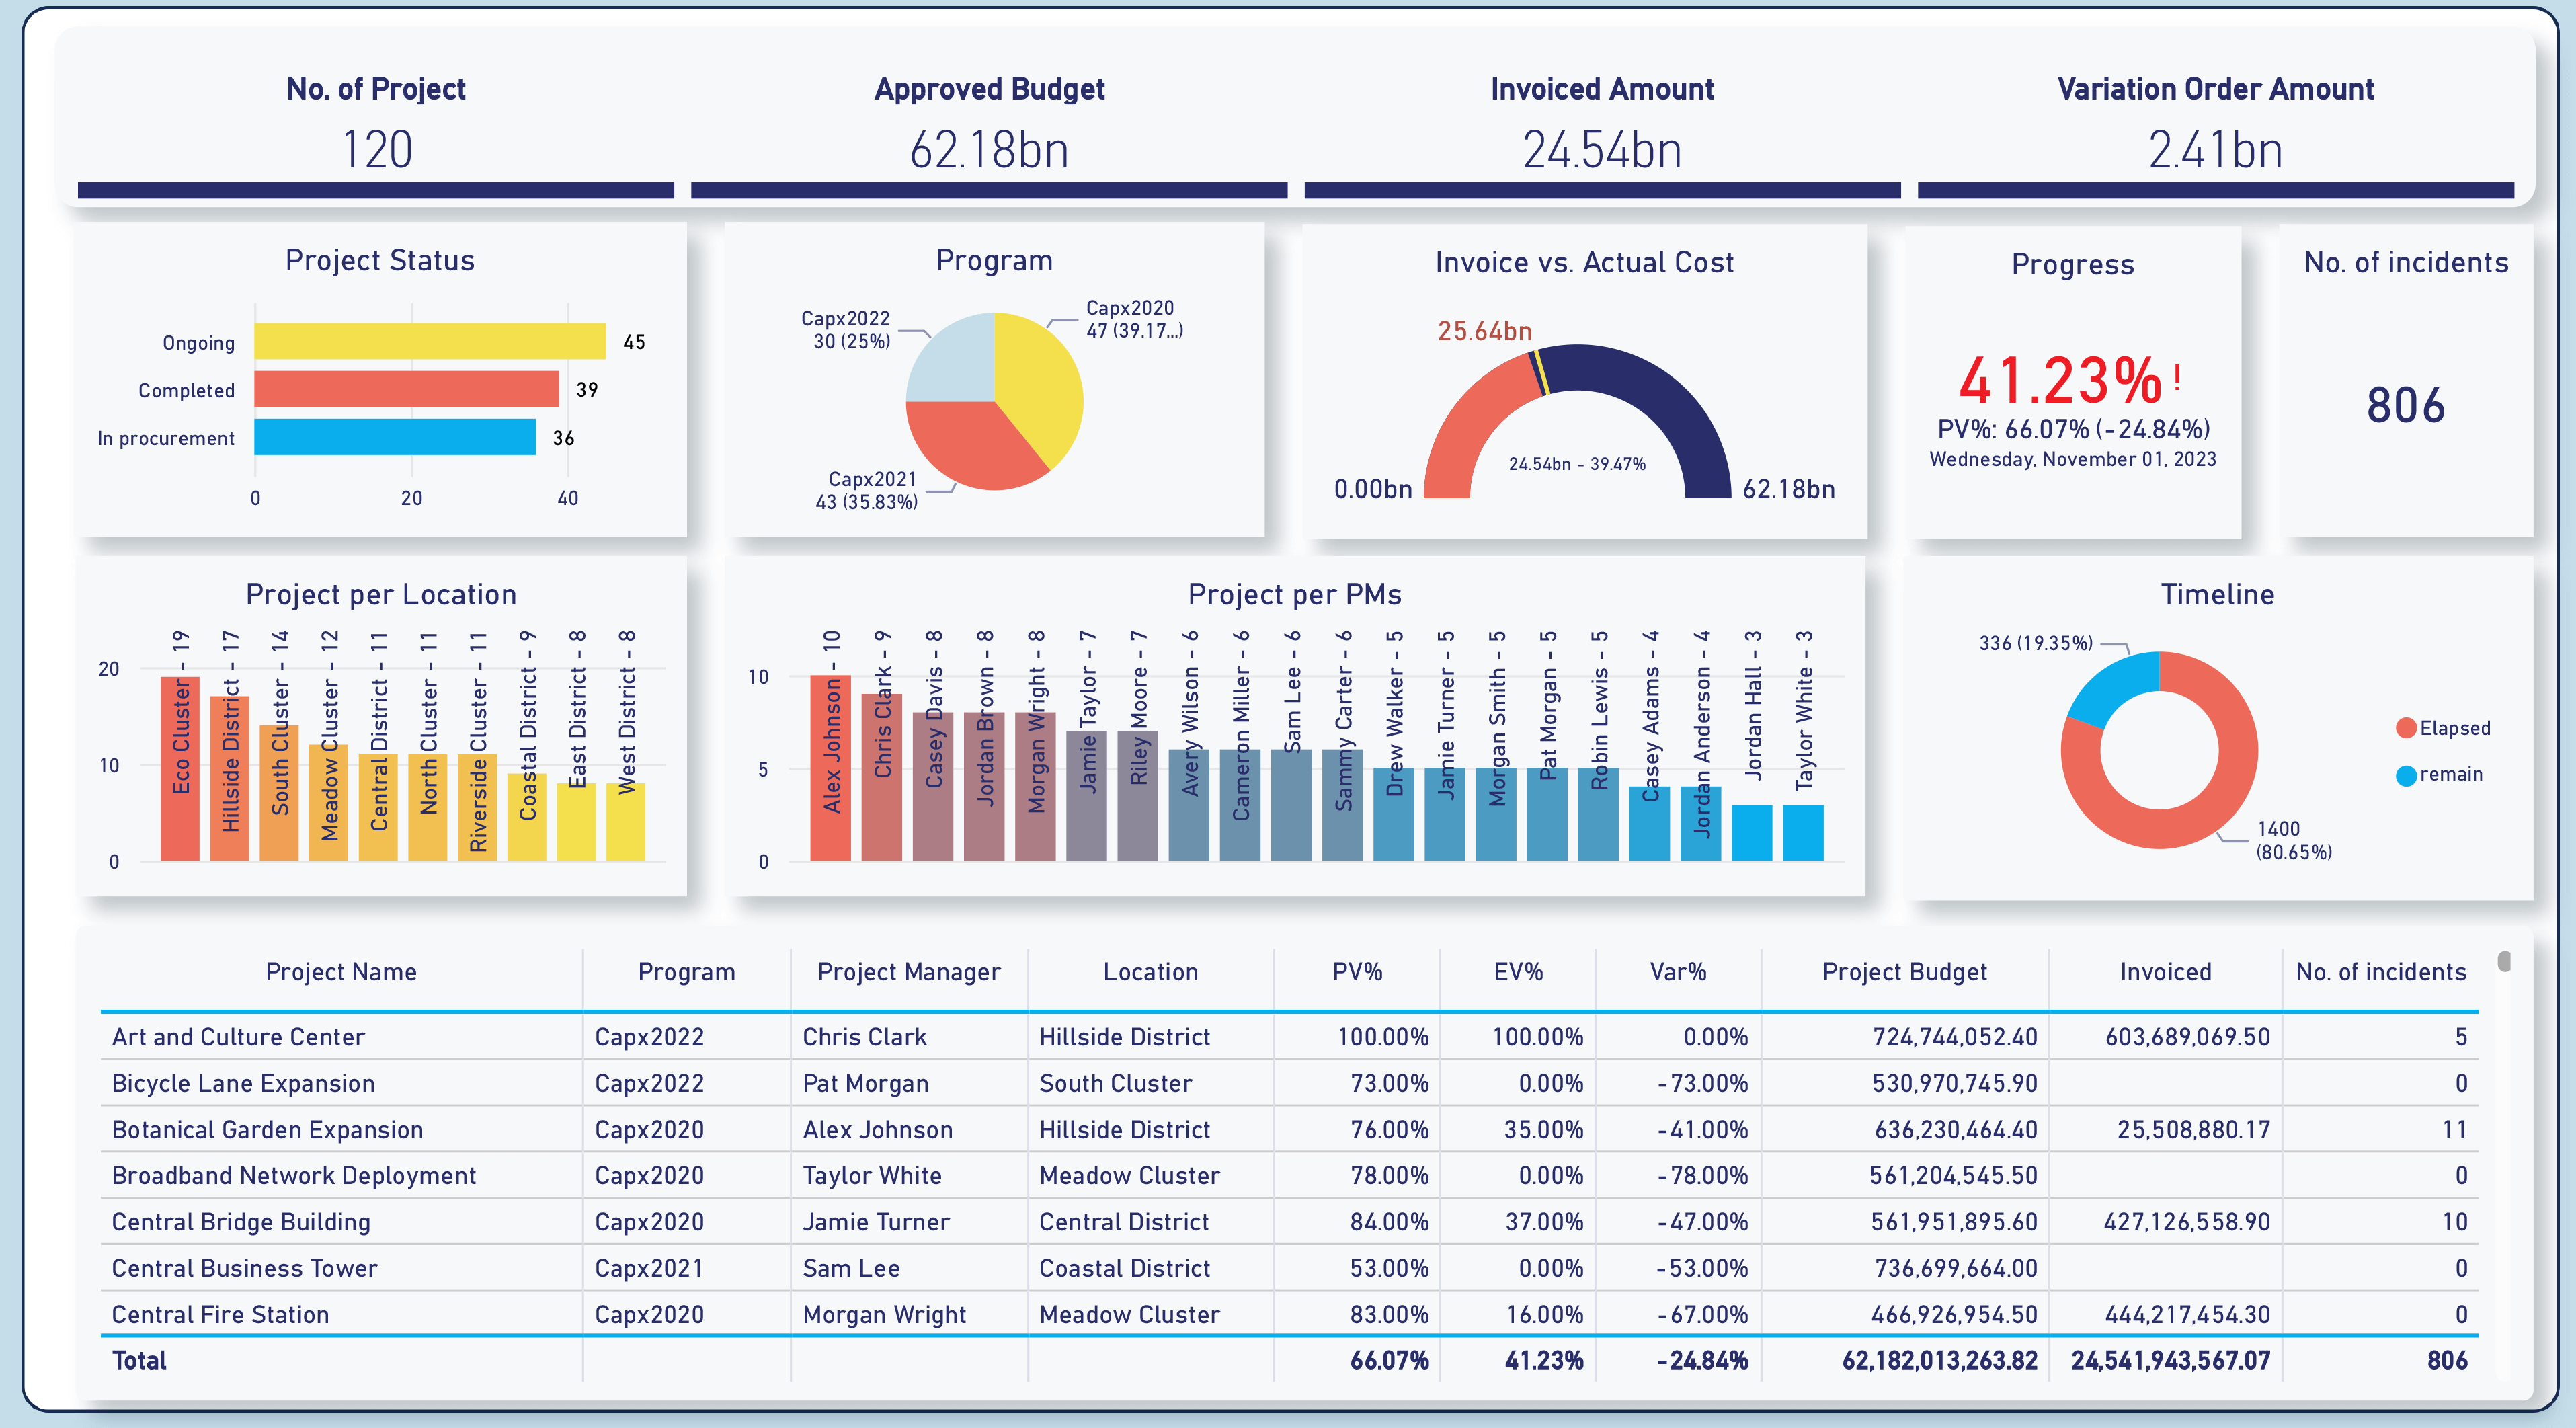 No. of Project
120
Approved Budget
62.18bn
Invoiced Amount
24.54bn
Variation Order Amount
2.41bn
Project Status
Ongoing
45
Completed
39
In procurement
36
0
20
40
Program
Capx2022
30 (25%)
Capx2020
47 (39.17...)
Capx2021
43 (35.83%)
Invoice vs. Actual Cost
25.64bn
24.54bn - 39.47%
0.00bn
62.18bn
Progress
41.23% !
PV%: 66.07% (-24.84%)
Wednesday, November 01, 2023
No. of incidents
806
Project per Location
20
10
0
Eco Cluster - 19
Hillside District - 17
South Cluster - 14
Meadow Cluster - 12
Central District - 11
North Cluster - 11
Riverside Cluster - 11
Coastal District - 9
East District - 8
West District - 8
Project per PMs
10
5
0
Alex Johnson - 10
Chris Clark - 9
Casey Davis - 8
Jordan Brown - 8
Morgan Wright - 8
Jamie Taylor - 7
Riley Moore - 7
Avery Wilson - 6
Cameron Miller - 6
Sam Lee - 6
Sammy Carter - 6
Drew Walker - 5
Jamie Turner - 5
Morgan Smith - 5
Pat Morgan - 5
Robin Lewis - 5
Casey Adams - 4
Jordan Anderson - 4
Jordan Hall - 3
Taylor White - 3
Timeline
336 (19.35%)
1400
(80.65%)
Elapsed
remain
Project Name Program Project Manager Location PV% EV% Var% Project Budget Invoiced No. of incidents
Art and Culture Center Capx2022 Chris Clark Hillside District 100.00% 100.00% 0.00% 724,744,052.40 603,689,069.50 5
Bicycle Lane Expansion Capx2022 Pat Morgan South Cluster 73.00% 0.00% -73.00% 530,970,745.90 0
Botanical Garden Expansion Capx2020 Alex Johnson Hillside District 76.00% 35.00% -41.00% 636,230,464.40 25,508,880.17 11
Broadband Network Deployment Capx2020 Taylor White Meadow Cluster 78.00% 0.00% -78.00% 561,204,545.50 0
Central Bridge Building Capx2020 Jamie Turner Central District 84.00% 37.00% -47.00% 561,951,895.60 427,126,558.90 10
Central Business Tower Capx2021 Sam Lee Coastal District 53.00% 0.00% -53.00% 736,699,664.00 0
Central Fire Station Capx2020 Morgan Wright Meadow Cluster 83.00% 16.00% -67.00% 466,926,954.50 444,217,454.30 0
Total 66.07% 41.23% -24.84% 62,182,013,263.82 24,541,943,567.07 806